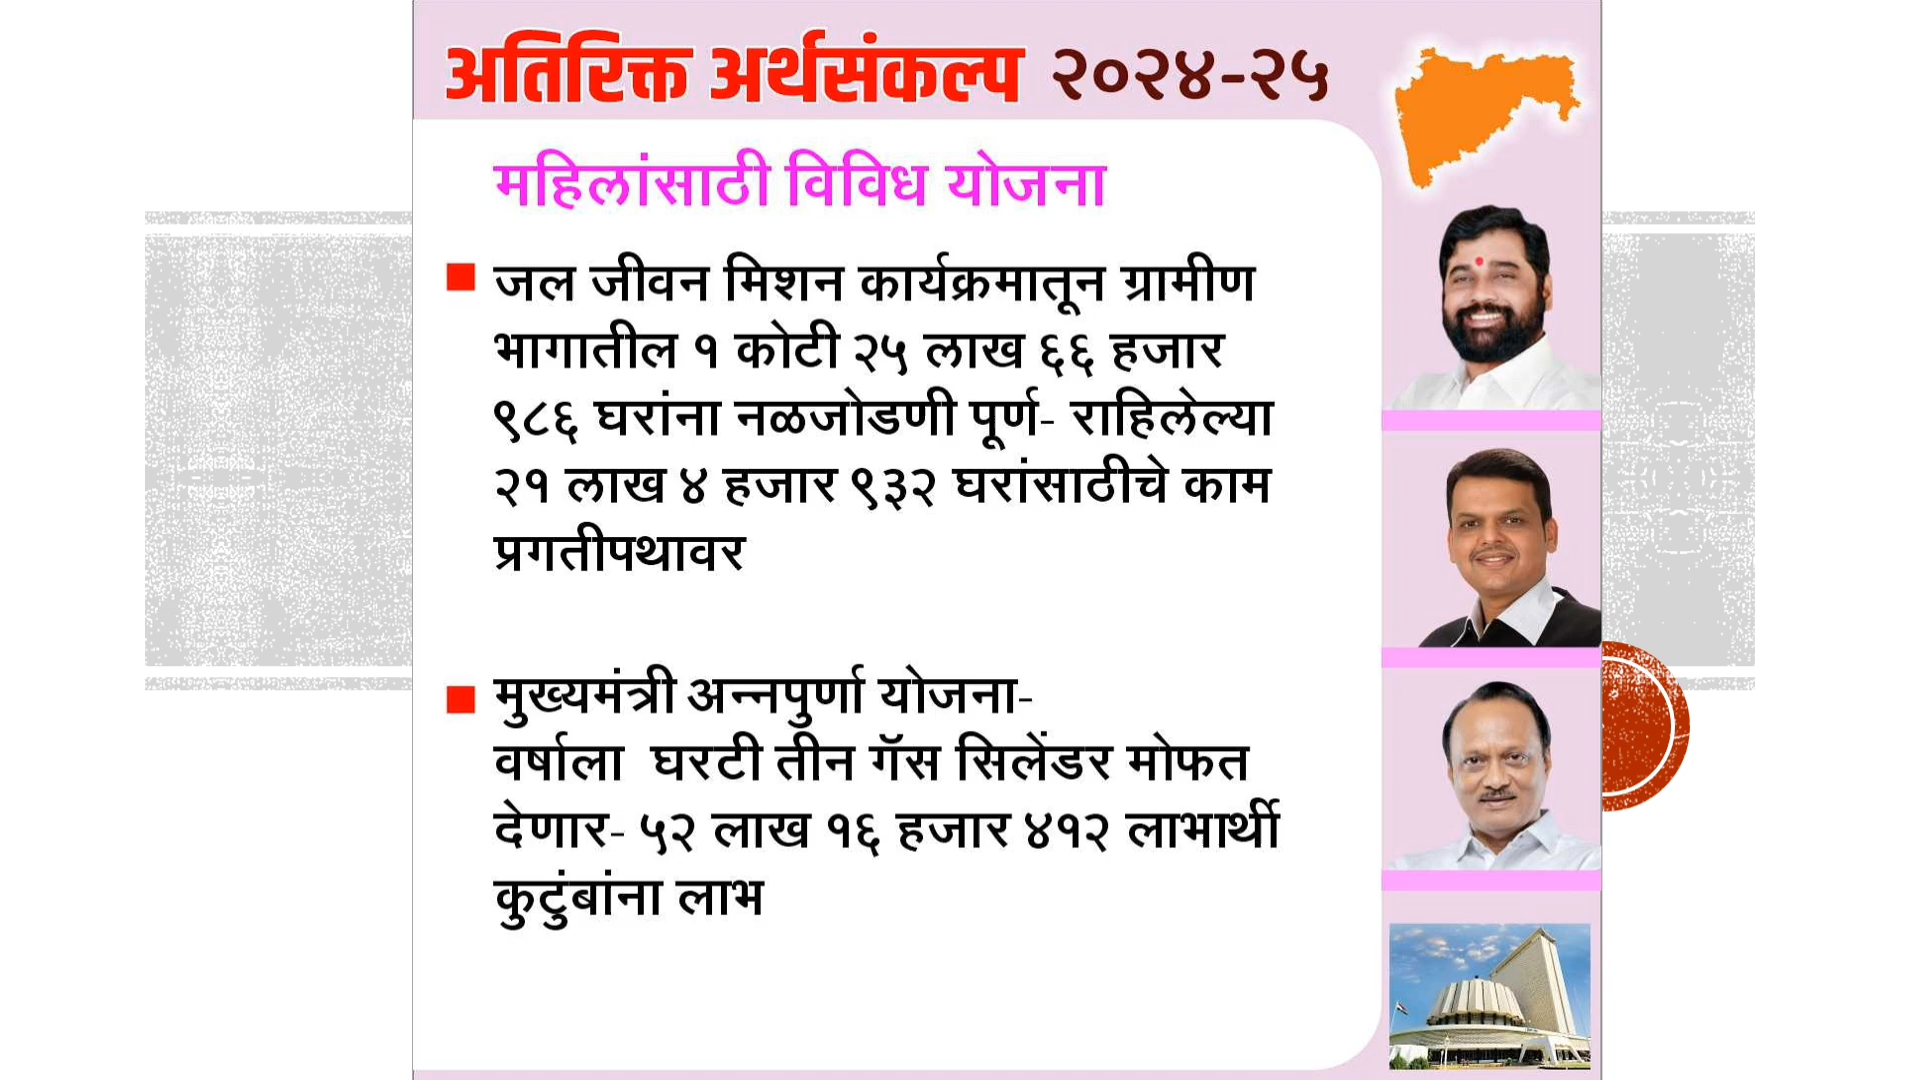 अतिरिक्त अर्थसंकल्प २०२४-२५
महिलांसाठी विविध योजना
जल जीवन मिशन कार्यक्रमातून ग्रामीण
भागातील १ कोटी २५ लाख ६६ हजार
९८६ घरांना नळजोडणी पूर्ण- राहिलेल्या
२१ लाख ४ हजार ९३२ घरांसाठीचे काम
प्रगतीपथावर
मुख्यमंत्री अन्नपुर्णा योजना-
वर्षाला घरटी तीन गॅस सिलेंडर मोफत
देणार- ५२ लाख १६ हजार ४१२ लाभार्थी
कुटुंबांना लाभ